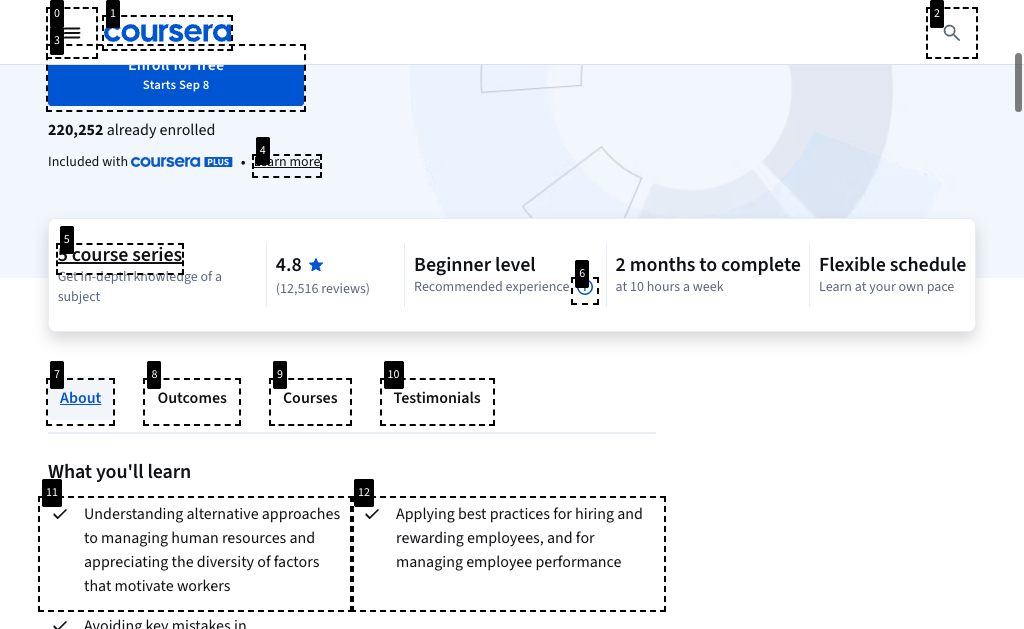 0
1
2
3
coursera
Enroll for free
Starts Sep 8
220,252 already enrolled
4
Included with coursera PLUS • Learn more
5
5 course series
Get in-depth knowledge of a
subject
4.8
(12,516 reviews)
Beginner level
6
Recommended experience
2 months to complete
at 10 hours a week
Flexible schedule
Learn at your own pace
7
8
9
10
About
Outcomes
Courses
Testimonials
What you'll learn
11
Understanding alternative approaches
to managing human resources and
appreciating the diversity of factors
that motivate workers
12
Applying best practices for hiring and
rewarding employees, and for
managing employee performance
Avoiding key mistakes in